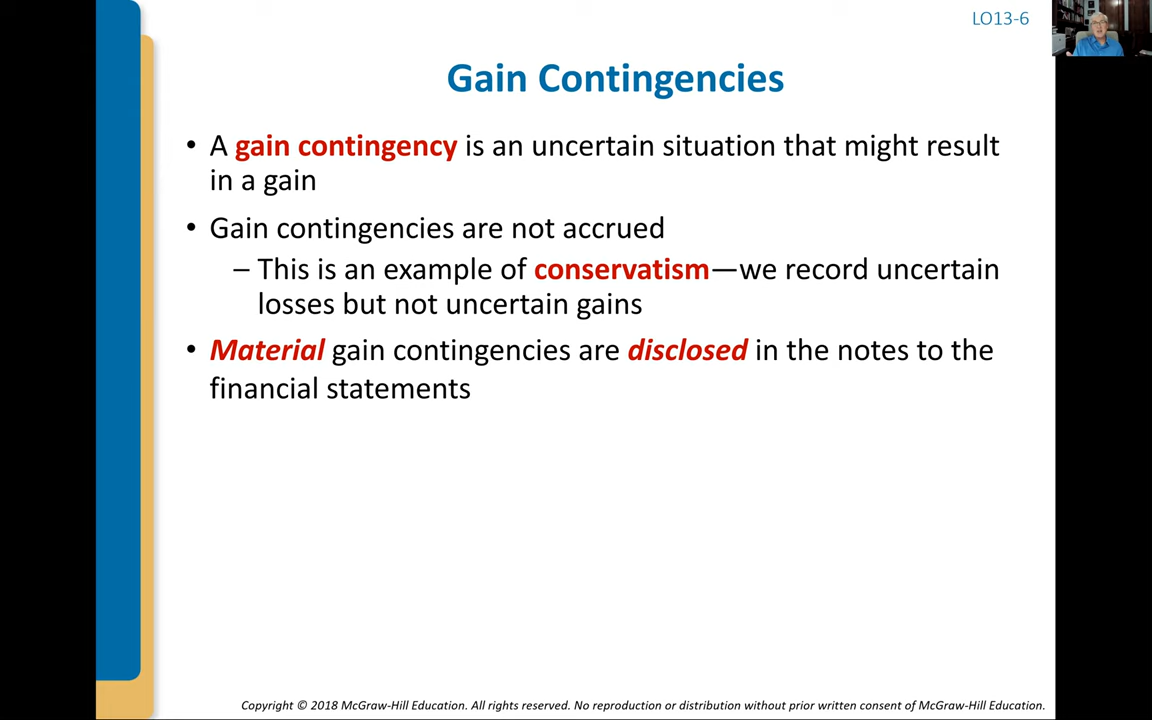 LO13-6
Gain Contingencies
• A gain contingency is an uncertain situation that might result
in a gain
• Gain contingencies are not accrued
– This is an example of conservatism—we record uncertain
losses but not uncertain gains
• Material gain contingencies are disclosed in the notes to the
financial statements
Copyright © 2018 McGraw-Hill Education. All rights reserved. No reproduction or distribution without prior written consent of McGraw-Hill Education.